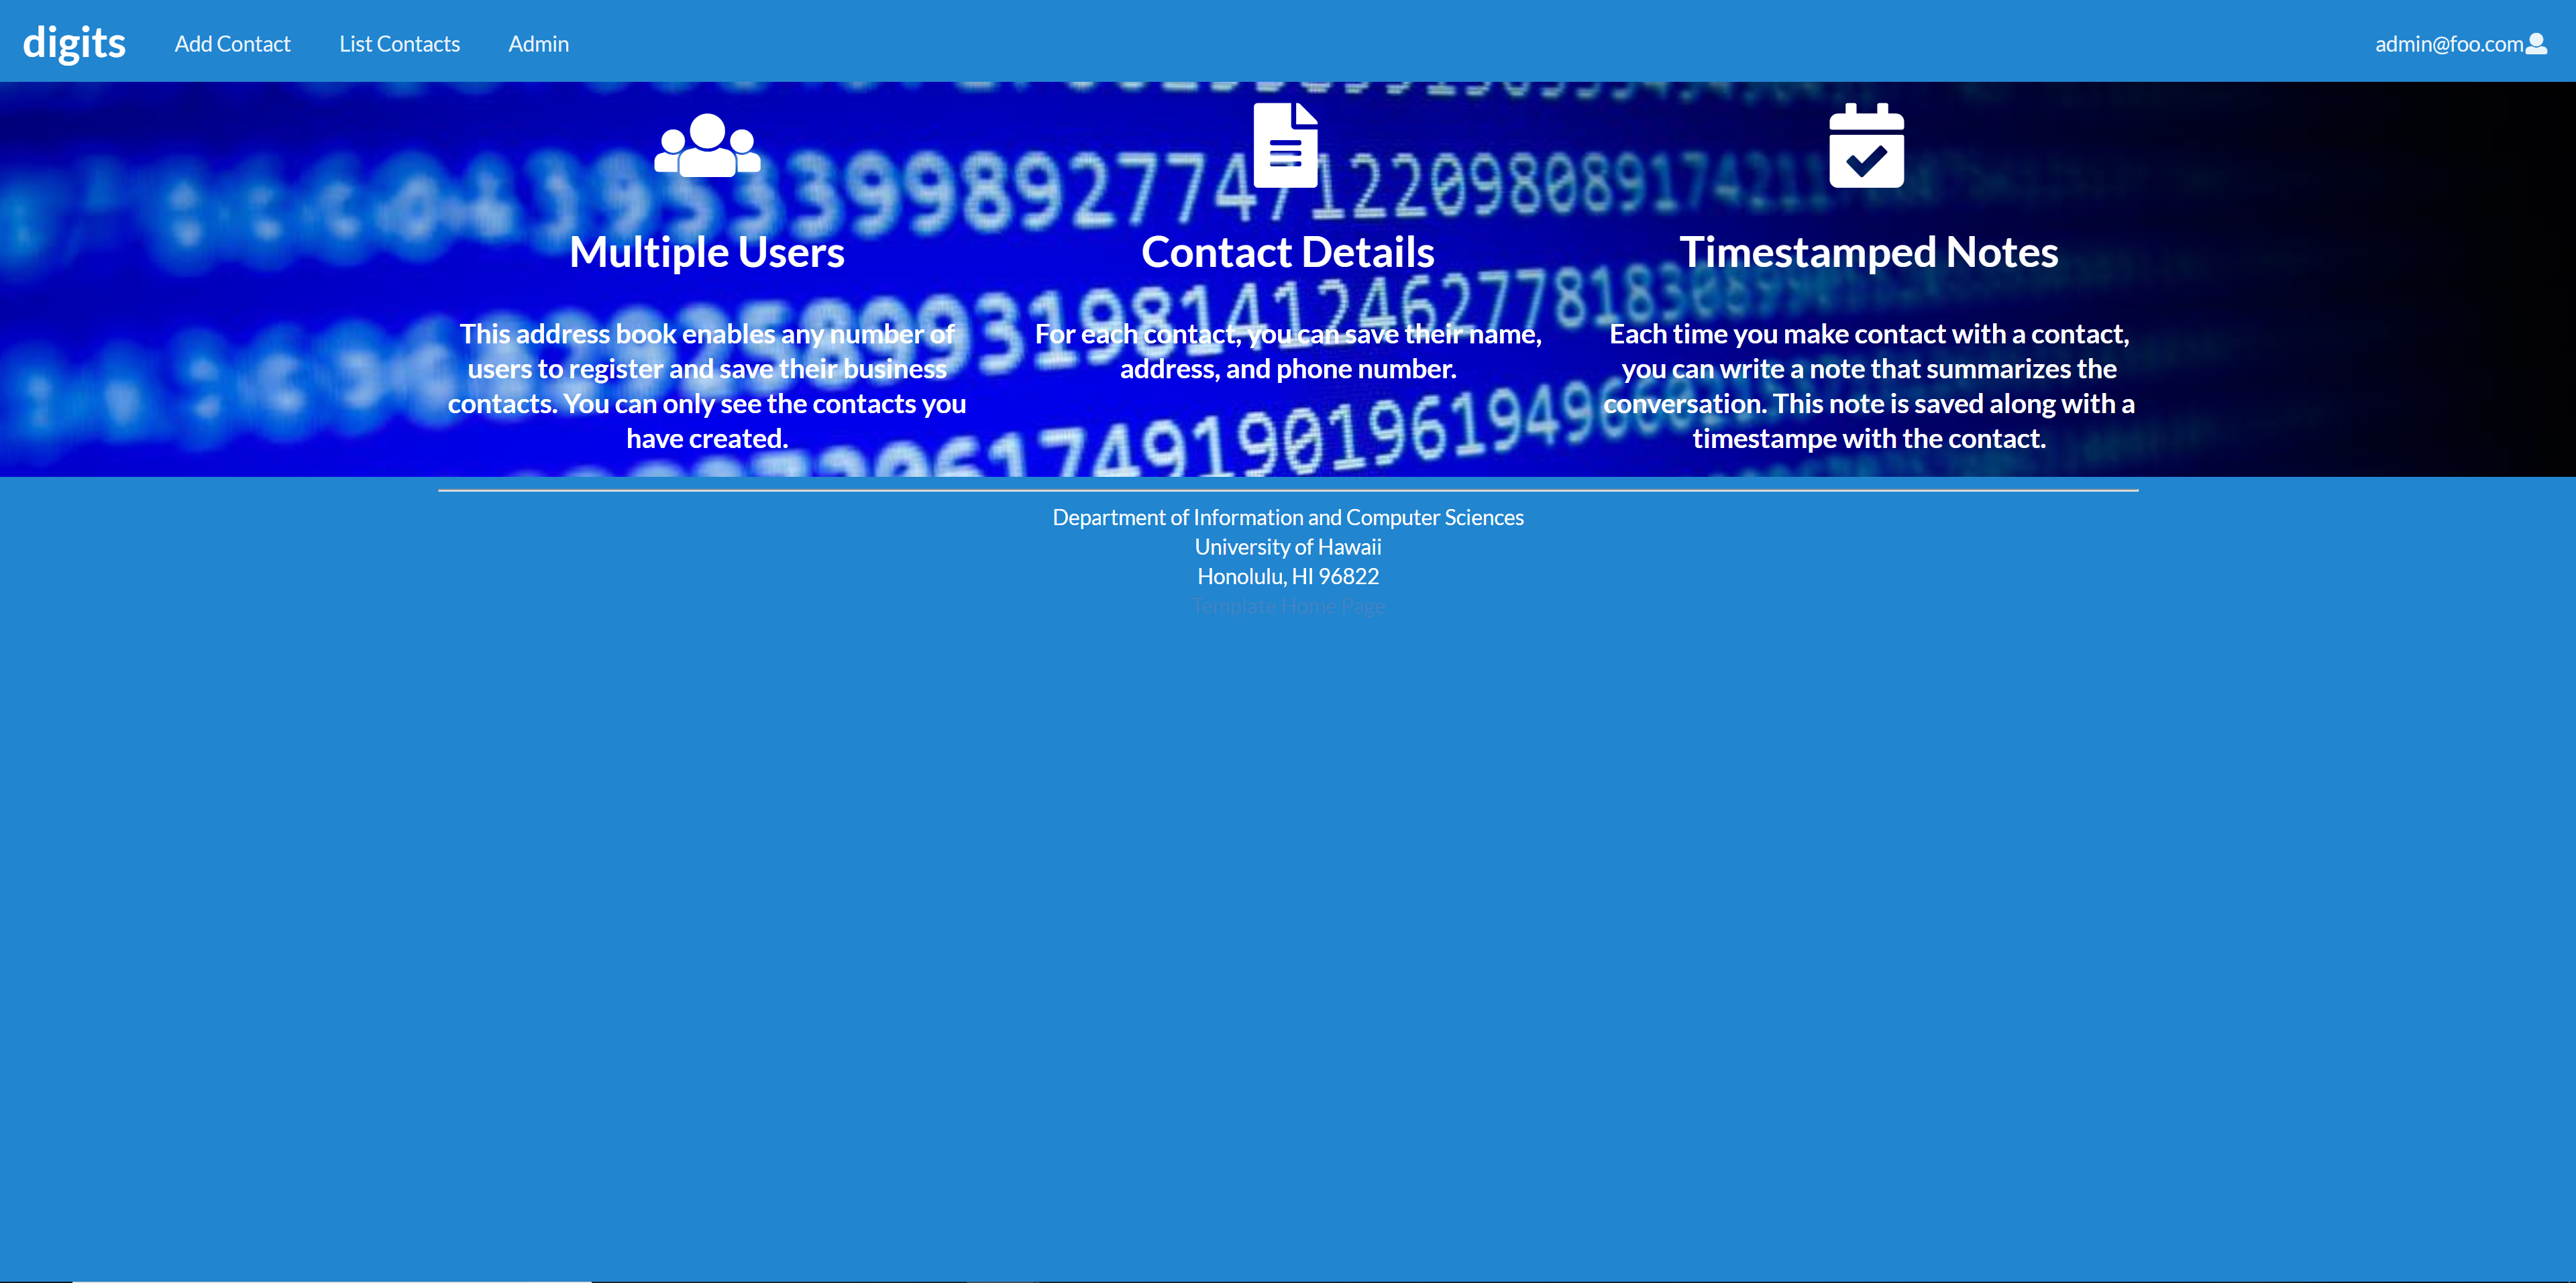 digits Add Contact List Contacts Admin admin@foo.com
395339989277471220980891742
Multiple Users Contact Details Timestamped Notes
258093198141246277818308
This address book enables any number of
users to register and save their business
contacts. You can only see the contacts you
have created.
For each contact, you can save their name,
address, and phone number.
Each time you make contact with a contact,
you can write a note that summarizes the
conversation. This note is saved along with a
timestampe with the contact.
061749190196194966
Department of Information and Computer Sciences
University of Hawaii
Honolulu, HI 96822
Template Home Page